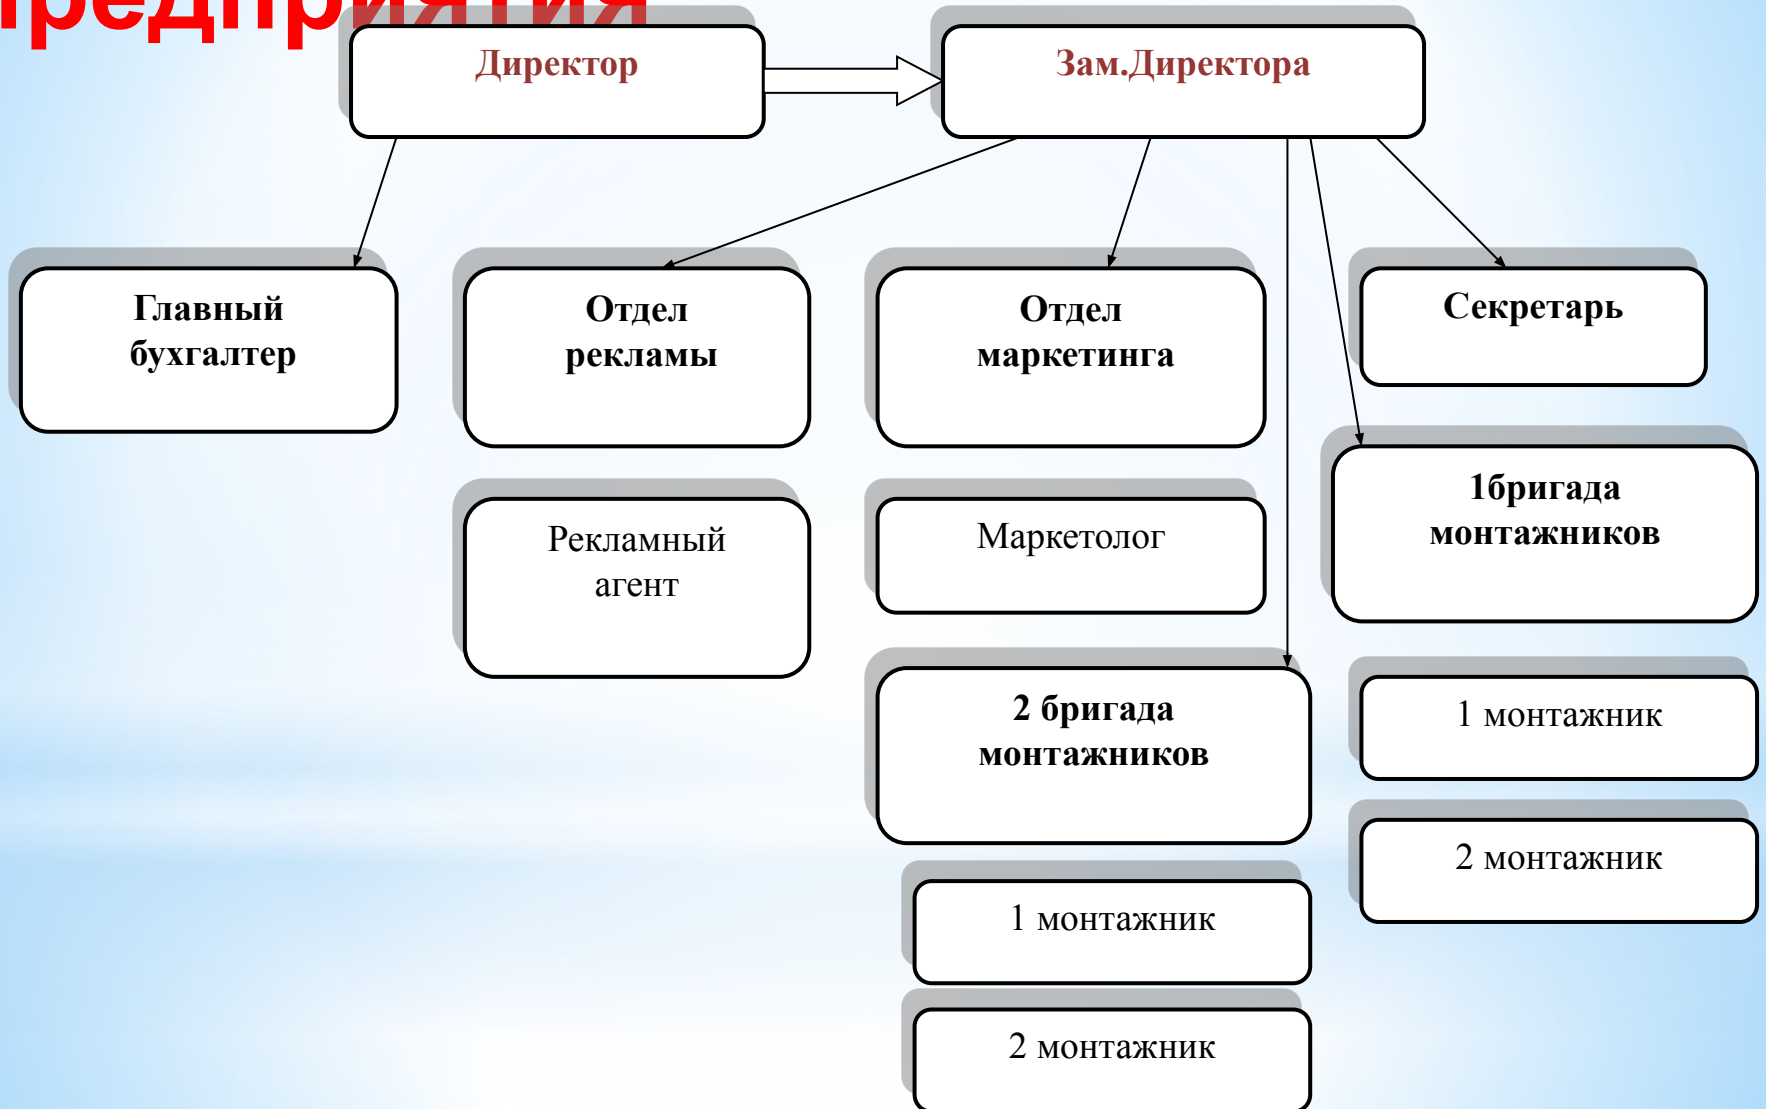 предприятия
Директор
Зам.Директора
Главный
бухгалтер
Отдел
рекламы
Отдел
маркетинга
Секретарь
1бригада
монтажников
Рекламный
агент
Маркетолог
2 бригада
монтажников
1 монтажник
2 монтажник
1 монтажник
2 монтажник